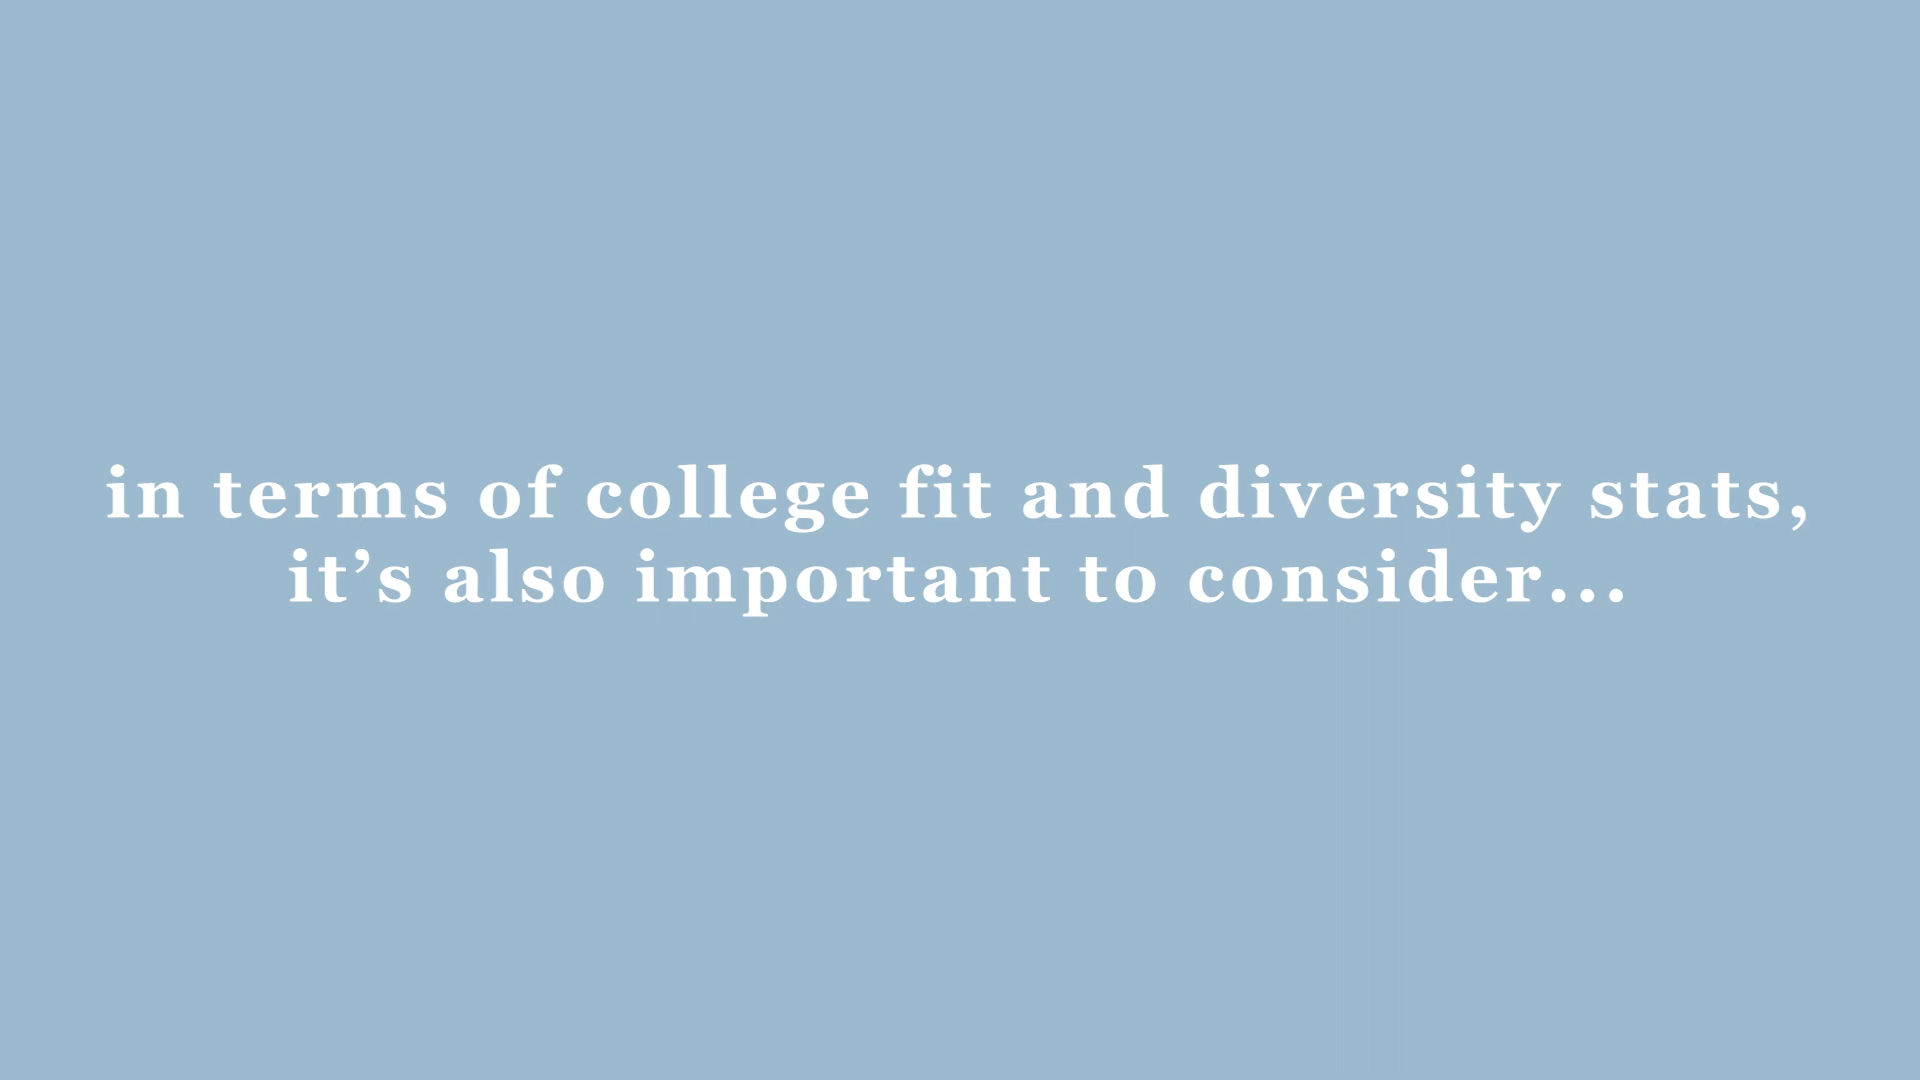 in terms of college fit and diversity stats,
it’s also important to consider...